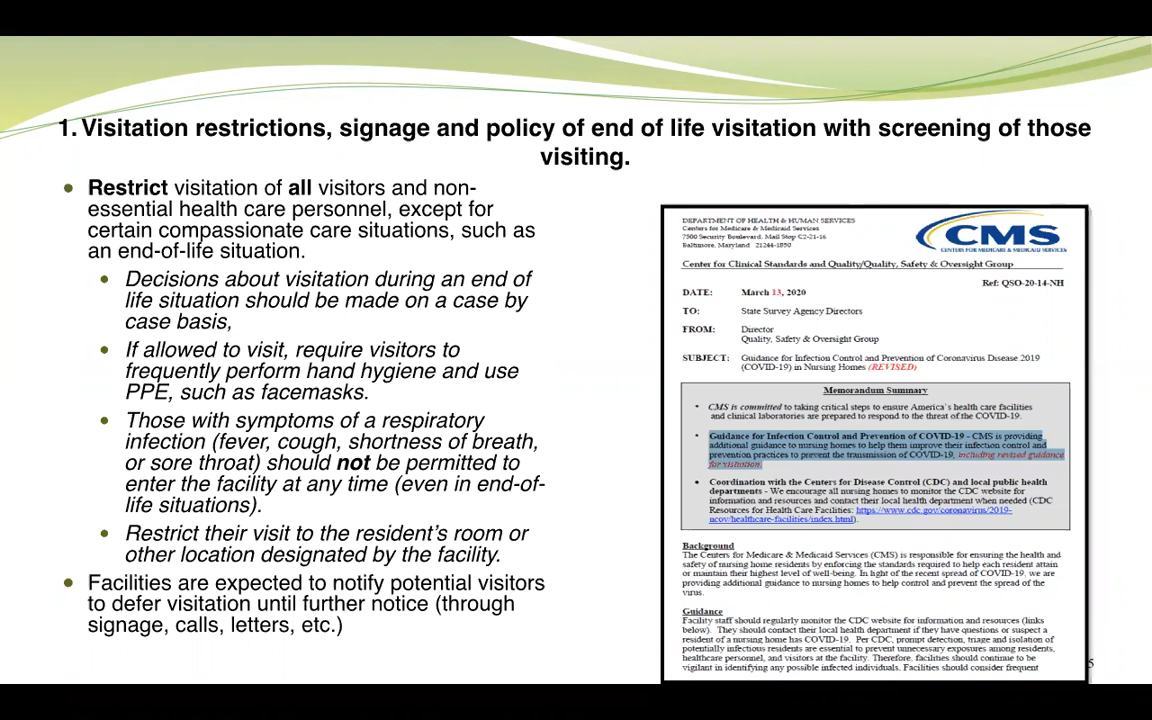 1. Visitation restrictions, signage and policy of end of life visitation with screening of those
visiting.
• Restrict visitation of all visitors and non-
essential health care personnel, except for
certain compassionate care situations, such as
an end-of-life situation.
• Decisions about visitation during an end of
life situation should be made on a case by
case basis,
• If allowed to visit, require visitors to
frequently perform hand hygiene and use
PPE, such as facemasks.
• Those with symptoms of a respiratory
infection (fever, cough, shortness of breath,
or sore throat) should not be permitted to
enter the facility at any time (even in end-of-
life situations).
• Restrict their visit to the resident’s room or
other location designated by the facility.
• Facilities are expected to notify potential visitors
to defer visitation until further notice (through
signage, calls, letters, etc.)
DEPARTMENT OF HEALTH & HUMAN SERVICES
Centers for Medicare & Medicaid Services
7500 Security Boulevard, Mail Stop C2-21-16
Baltimore, Maryland 21244-1850
CMS
CENTERS FOR MEDICARE & MEDICAID SERVICES
Center for Clinical Standards and Quality/Quality, Safety & Oversight Group
Ref: QSO-20-14-NH
DATE: March 13, 2020
TO: State Survey Agency Directors
FROM: Director
Quality, Safety & Oversight Group
SUBJECT: Guidance for Infection Control and Prevention of Coronavirus Disease 2019
(COVID-19) in Nursing Homes (REVISED)
Memorandum Summary
• CMS is committed to taking critical steps to ensure America’s health care facilities
and clinical laboratories are prepared to respond to the threat of the COVID-19.
• Guidance for Infection Control and Prevention of COVID-19 - CMS is providing
additional guidance to nursing homes to help them improve their infection control and
prevention practices to prevent the transmission of COVID-19, including revised guidance
for visitation.
• Coordination with the Centers for Disease Control (CDC) and local public health
departments - We encourage all nursing homes to monitor the CDC website for
information and resources and contact their local health department when needed (CDC
Resources for Health Care Facilities: https://www.cdc.gov/coronavirus/2019-
ncov/healthcare-facilities/index.html).
Background
The Centers for Medicare & Medicaid Services (CMS) is responsible for ensuring the health and
safety of nursing home residents by enforcing the standards required to help each resident attain
or maintain their highest level of well-being. In light of the recent spread of COVID-19, we are
providing additional guidance to nursing homes to help control and prevent the spread of the
virus.
Guidance
Facility staff should regularly monitor the CDC website for information and resources (links
below). They should contact their local health department if they have questions or suspect a
resident of a nursing home has COVID-19. Per CDC, prompt detection, triage and isolation of
potentially infectious residents are essential to prevent unnecessary exposures among residents,
healthcare personnel, and visitors at the facility. Therefore, facilities should continue to be
vigilant in identifying any possible infected individuals. Facilities should consider frequent
5